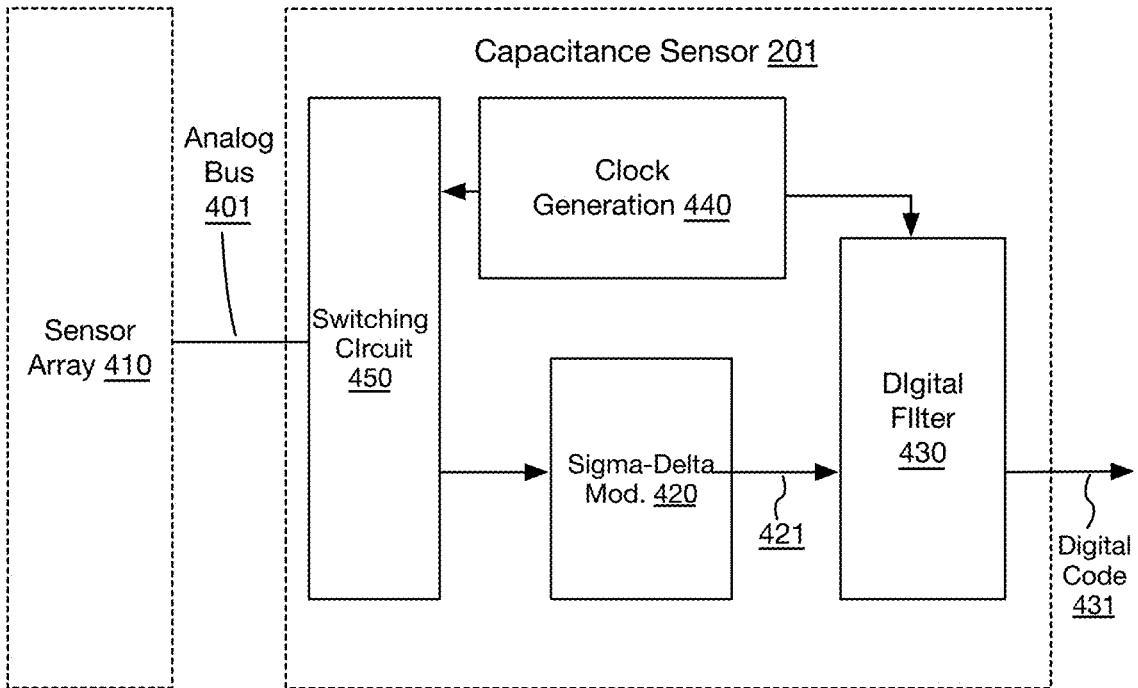 Capacitance Sensor 201
Analog
Bus
401
Clock
Generation 440
Sensor
Array 410
Switching
CIrcuit
450
DIgital
FIlter
430
Sigma-Delta
Mod. 420
421
Digital
Code
431